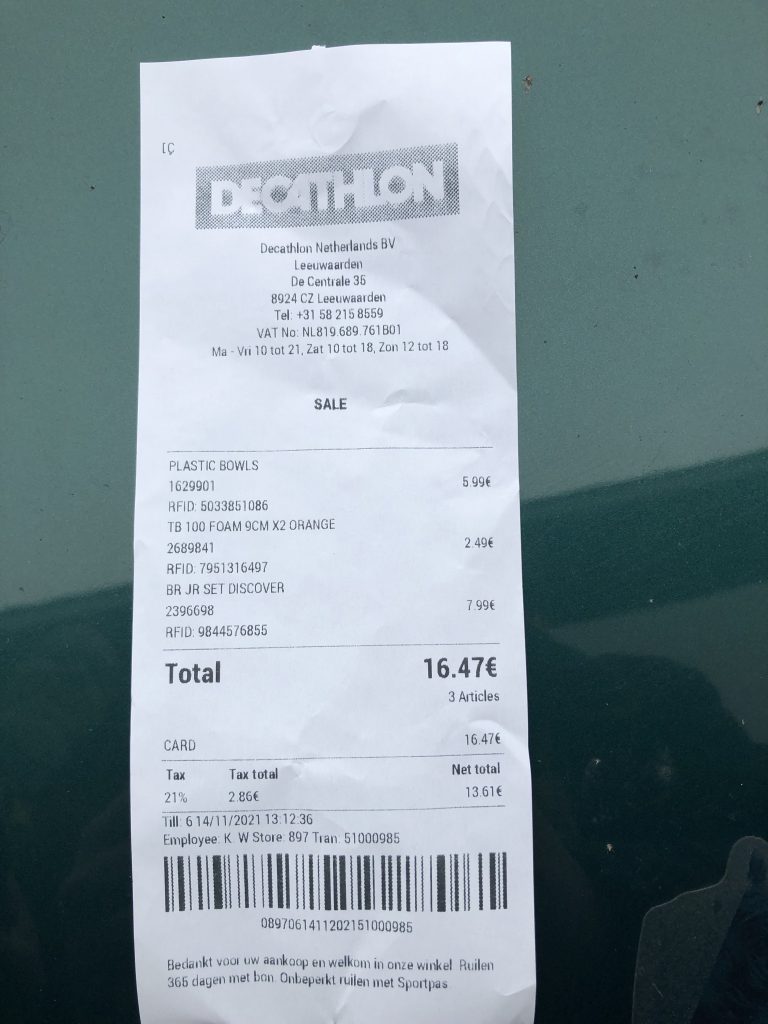 [Ç
DECATHLON
Decathlon Netherlands BV
Leeuwaarden
De Centrale 35
8924 CZ Leeuwaarden
Tel: +31 58 215 8559
VAT No: NL819.689.761B01
Ma - Vri 10 tot 21, Zat 10 tot 18, Zon 12 tot 18
SALE
PLASTIC BOWLS
1629901 5.99€
RFID: 5033851086
TB 100 FOAM 9CM X2 ORANGE
2689841 2.49€
RFID: 7951316497
BR JR SET DISCOVER
2396698 7.99€
RFID: 9844576855
Total 16.47€
3 Articles
CARD 16.47€
Tax Tax total Net total
21% 2.86€ 13.61€
Till: 6 14/11/2021 13:12:36
Employee: K. W Store: 897 Tran: 51000985
0897061411202151000985
Bedankt voor uw aankoop en welkom in onze winkel. Ruilen
365 dagen met bon. Onbeperkt ruilen met Sportpas.